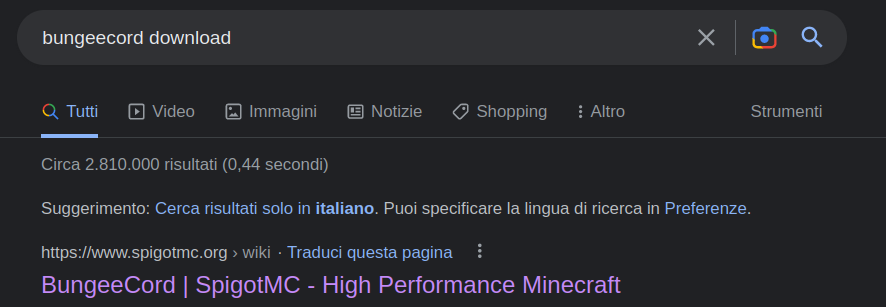 bungeecord download
Tutti Video Immagini Notizie Shopping Altro Strumenti
Circa 2.810.000 risultati (0,44 secondi)
Suggerimento: Cerca risultati solo in italiano. Puoi specificare la lingua di ricerca in Preferenze.
https://www.spigotmc.org › wiki · Traduci questa pagina
BungeeCord | SpigotMC - High Performance Minecraft